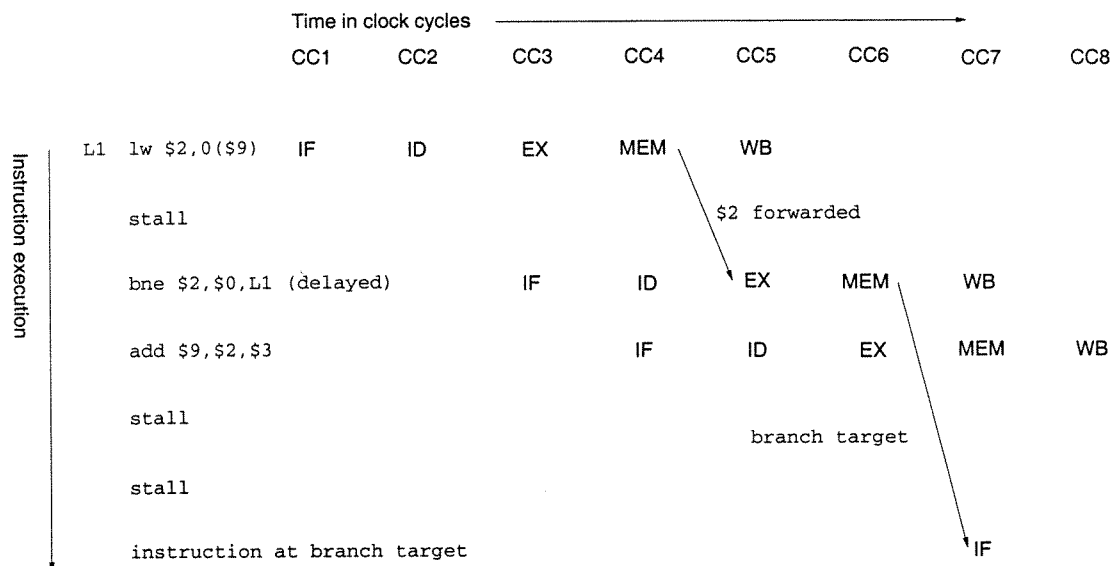 Time in clock cycles
CC1 CC2 CC3 CC4 CC5 CC6 CC7 CC8
Instruction execution
L1 lw $2,0($9) IF ID EX MEM WB
stall $2 forwarded
bne $2,$0,L1 (delayed) IF ID EX MEM WB
add $9,$2,$3 IF ID EX MEM WB
stall
branch target
stall
instruction at branch target IF